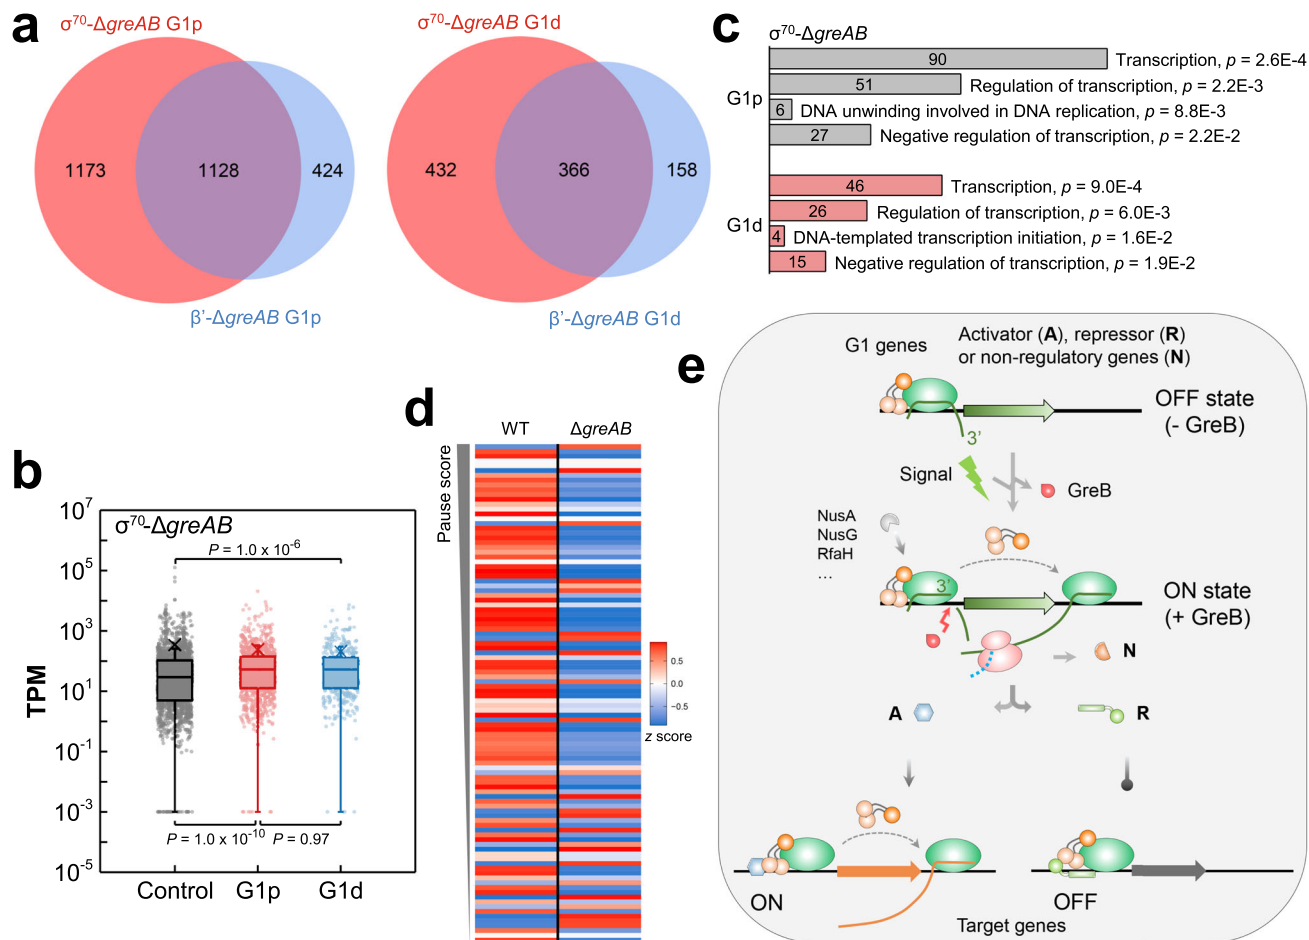 a
σ70-ΔgreAB G1p
1173
1128
424
β’-ΔgreAB G1p
σ70-ΔgreAB G1d
432
366
158
β’-ΔgreAB G1d
c
σ70-ΔgreAB
G1p
90
Transcription, p = 2.6E-4
51
Regulation of transcription, p = 2.2E-3
6
DNA unwinding involved in DNA replication, p = 8.8E-3
27
Negative regulation of transcription, p = 2.2E-2
G1d
46
Transcription, p = 9.0E-4
26
Regulation of transcription, p = 6.0E-3
4
DNA-templated transcription initiation, p = 1.6E-2
15
Negative regulation of transcription, p = 1.9E-2
b
σ70-ΔgreAB
TPM
10^7
10^5
10^3
10^1
10^-1
10^-3
10^-5
P = 1.0 x 10^-6
P = 1.0 x 10^-10
P = 0.97
Control
G1p
G1d
d
WT
ΔgreAB
Pause score
0.5
0.0
−0.5
z score
e
G1 genes
Activator (A), repressor (R)
or non-regulatory genes (N)
OFF state
(- GreB)
3’
Signal
GreB
NusA
NusG
RfaH
...
3’
ON state
(+ GreB)
N
A
R
ON
OFF
Target genes